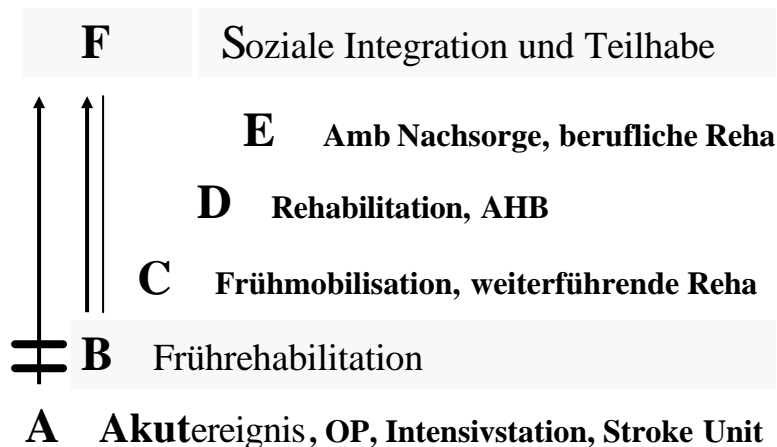 F Soziale Integration und Teilhabe
E Amb Nachsorge, berufliche Reha
D Rehabilitation, AHB
C Frühmobilisation, weiterführende Reha
B Frührehabilitation
A Akutereignis, OP, Intensivstation, Stroke Unit